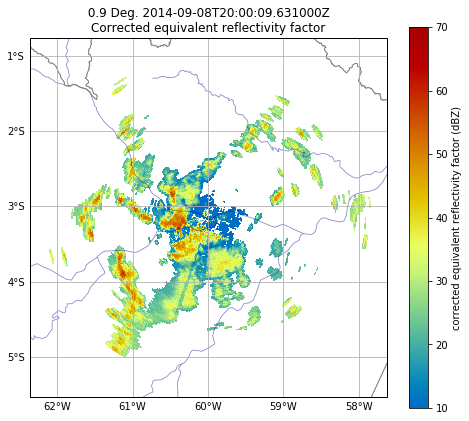 0.9 Deg. 2014-09-08T20:00:09.631000Z
Corrected equivalent reflectivity factor
1°S
2°S
3°S
4°S
5°S
62°W
61°W
60°W
59°W
58°W
70
60
50
40
30
20
10
corrected equivalent reflectivity factor (dBZ)